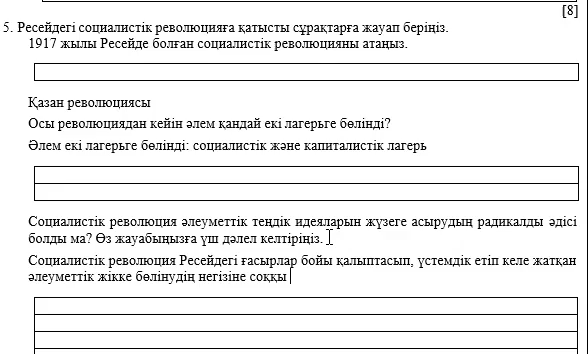 [8]
5. Ресейдегі социалистік революцияға қатысты сұрақтарға жауап беріңіз.
1917 жылы Ресейде болған социалистік революцияны атаңыз.
Қазан революциясы
Осы революциядан кейін әлем қандай екі лагерьге бөлінді?
Әлем екі лагерьге бөлінді: социалистік және капиталистік лагерь
Социалистік революция әлеуметтік теңдік идеяларын жүзеге асырудың радикалды әдісі
болды ма? Өз жауабыңызға үш дәлел келтіріңіз.
Социалистік революция Ресейдегі ғасырлар бойы қалыптасып, үстемдік етіп келе жатқан
әлеуметтік жікке бөлінудің негізіне соққы